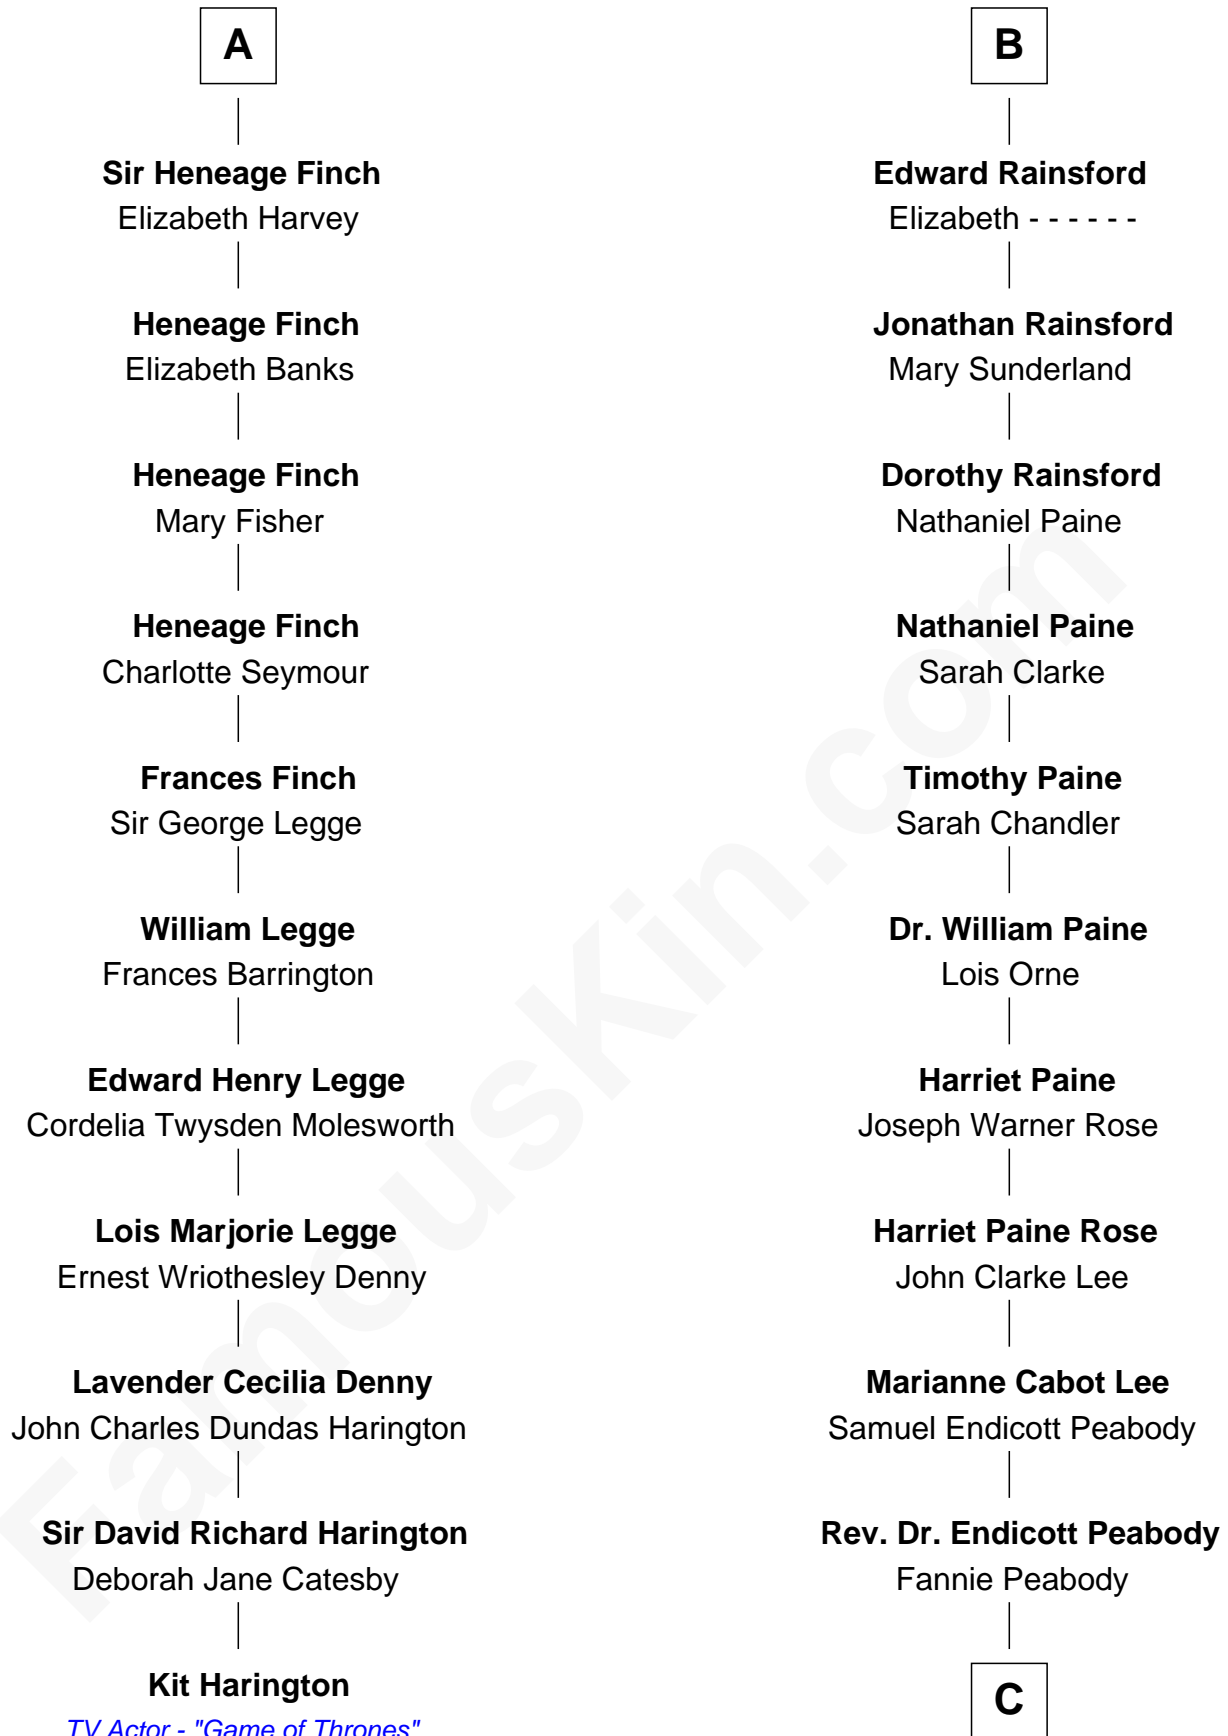 A
Sir Heneage Finch
Elizabeth Harvey
Heneage Finch
Elizabeth Banks
Heneage Finch
Mary Fisher
Heneage Finch
Charlotte Seymour
Frances Finch
Sir George Legge
William Legge
Frances Barrington
Edward Henry Legge
Cordelia Twysden Molesworth
Lois Marjorie Legge
Ernest Wriothesley Denny
Lavender Cecilia Denny
John Charles Dundas Harington
Sir David Richard Harington
Deborah Jane Catesby
Kit Harington
TV Actor - "Game of Thrones"
B
Edward Rainsford
Elizabeth - - - - - -
Jonathan Rainsford
Mary Sunderland
Dorothy Rainsford
Nathaniel Paine
Nathaniel Paine
Sarah Clarke
Timothy Paine
Sarah Chandler
Dr. William Paine
Lois Orne
Harriet Paine
Joseph Warner Rose
Harriet Paine Rose
John Clarke Lee
Marianne Cabot Lee
Samuel Endicott Peabody
Rev. Dr. Endicott Peabody
Fannie Peabody
C
FamousKin.com